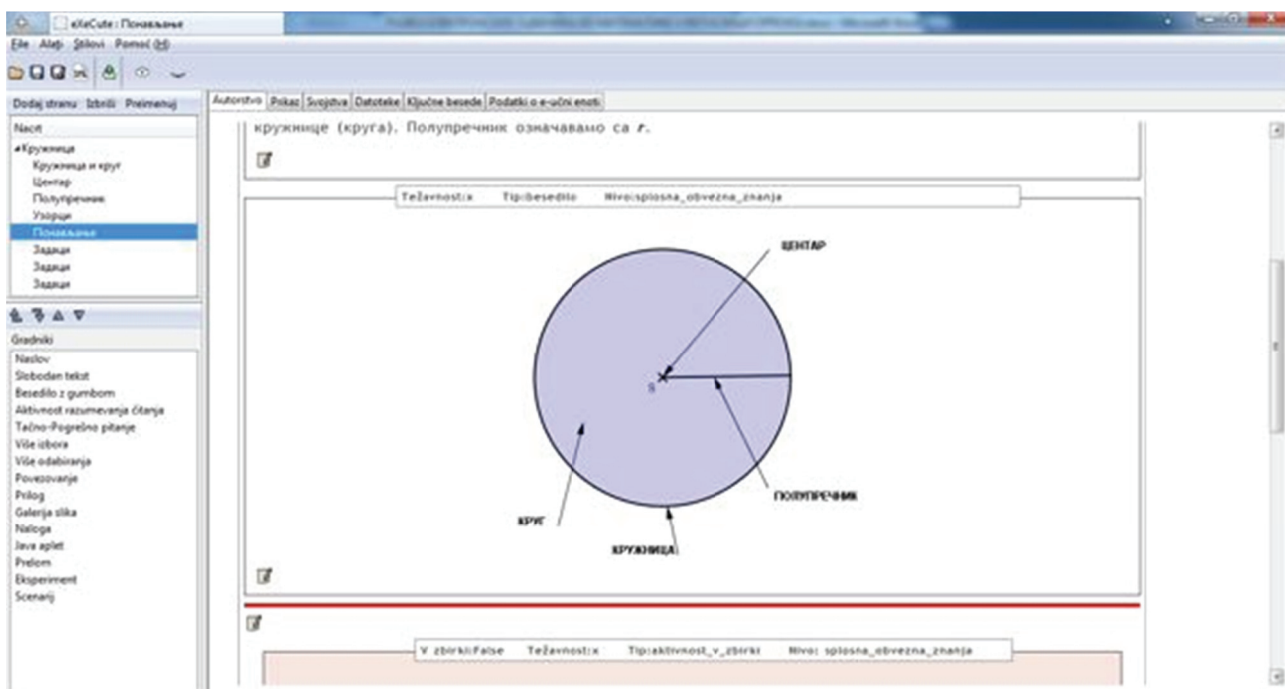 eXeCute : Понављање
File Alati Stilovi Pomoć (H)
Dodaj stranu Izbriši Preimenuj
Nacrt
Кружница
Кружница и круг
Центар
Полупречник
Узорци
Понављање
Задаци
Задаци
Задаци
Gradniki
Naslov
Slobodan tekst
Besedilo z gumbom
Aktivnost razumevanja čitanja
Tačno-Pogrešno pitanje
Više izbora
Više odabiranja
Povezovanje
Prilog
Galerija slika
Naloga
Java aplet
Prelom
Eksperiment
Scenarij
Autorstvo Prikaz Svojstva Datoteke Ključne besede Podatki o e-učni enoti
кружнице (круга). Полупречник означавамо са r.
Težavnost:x Tip:besedilo Nivo:splosna_obvezna_znanja
ЦЕНТАР
S
ПОЛУПРЕЧНИК
КРУГ
КРУЖНИЦА
V zbirki:False Težavnost:x Tip:aktivnost_v_zbirki Nivo: splosna_obvezna_znanja